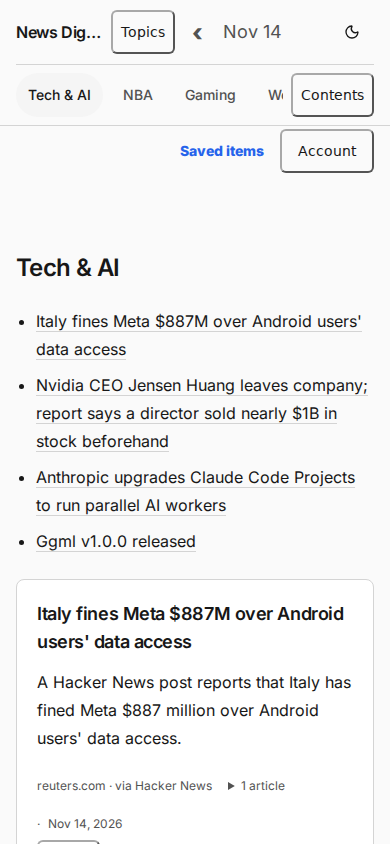 News Dig...
Topics
‹
Nov 14
Tech & AI
NBA
Gaming
Contents
Saved items
Account
Tech & AI
• Italy fines Meta $887M over Android users'
data access
• Nvidia CEO Jensen Huang leaves company;
report says a director sold nearly $1B in
stock beforehand
• Anthropic upgrades Claude Code Projects
to run parallel AI workers
• Ggml v1.0.0 released
Italy fines Meta $887M over Android
users' data access
A Hacker News post reports that Italy has
fined Meta $887 million over Android
users' data access.
reuters.com · via Hacker News ▶ 1 article
· Nov 14, 2026